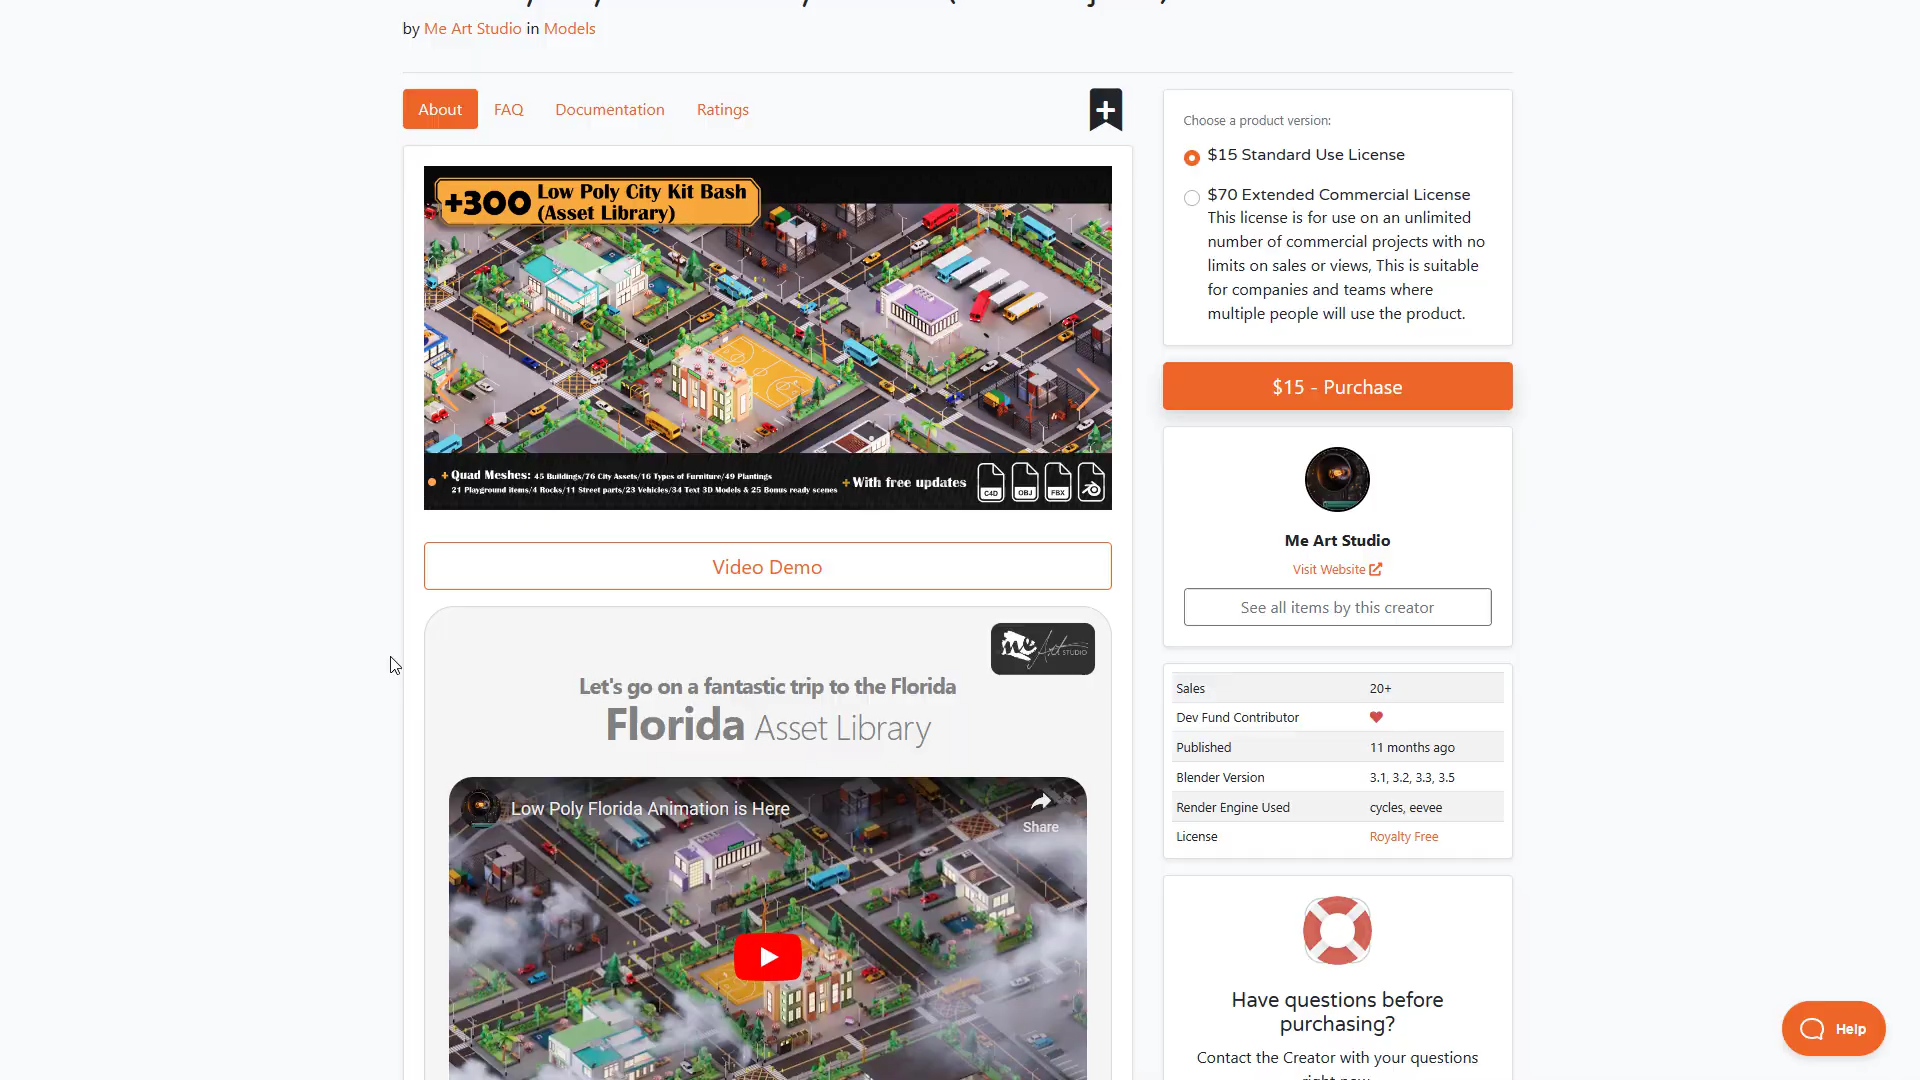 by Me Art Studio in Models
About
FAQ
Documentation
Ratings
+300 Low Poly City Kit Bash
(Asset Library)
+ Quad Meshes: 45 Buildings/76 City Assets/16 Types of Furniture/49 Plantings
21 Playground items/4 Rocks/11 Street parts/23 Vehicles/34 Text 3D Models & 25 Bonus ready scenes
+With free updates
C4D
OBJ
FBX
Video Demo
me Art STUDIO
Let's go on a fantastic trip to the Florida
Florida Asset Library
Low Poly Florida Animation is Here
Share
Choose a product version:
$15 Standard Use License
$70 Extended Commercial License
This license is for use on an unlimited
number of commercial projects with no
limits on sales or views, This is suitable
for companies and teams where
multiple people will use the product.
$15 - Purchase
Me Art Studio
Visit Website
See all items by this creator
Sales 20+
Dev Fund Contributor
Published 11 months ago
Blender Version 3.1, 3.2, 3.3, 3.5
Render Engine Used cycles, eevee
License Royalty Free
Have questions before
purchasing?
Contact the Creator with your questions
Help